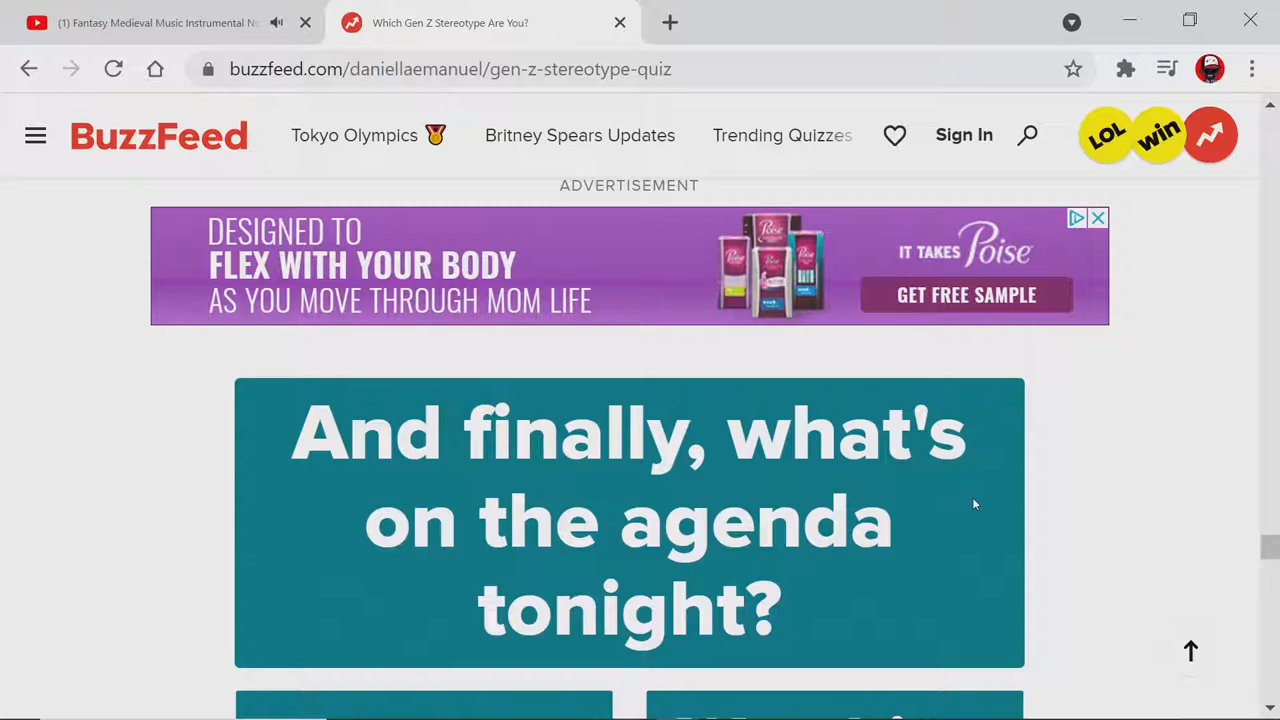 (1) Fantasy Medieval Music Instrumental
Which Gen Z Stereotype Are You?
buzzfeed.com/daniellaemanuel/gen-z-stereotype-quiz
BuzzFeed
Tokyo Olympics
Britney Spears Updates
Trending Quizzes
Sign In
LOL
win
ADVERTISEMENT
DESIGNED TO
FLEX WITH YOUR BODY
AS YOU MOVE THROUGH MOM LIFE
Poise
Poise
IT TAKES Poise
GET FREE SAMPLE
And finally, what's
on the agenda
tonight?